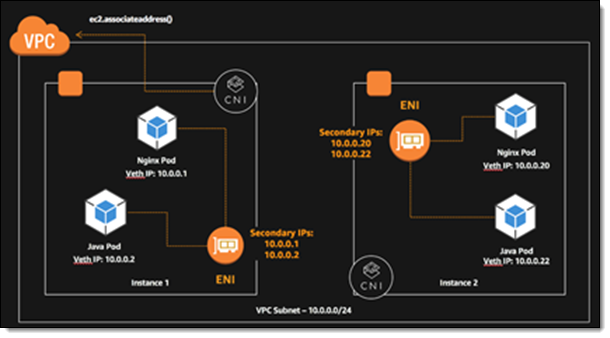 ec2.associateaddress()
VPC
CNI
ENI
Secondary IPs:
10.0.0.20
10.0.0.22
Nginx Pod
Veth IP: 10.0.0.1
Nginx Pod
Veth IP: 10.0.0.20
Java Pod
Veth IP: 10.0.0.2
Secondary IPs:
10.0.0.1
10.0.0.2
ENI
Java Pod
Veth IP: 10.0.0.22
CNI
Instance 1
Instance 2
VPC Subnet – 10.0.0.0/24